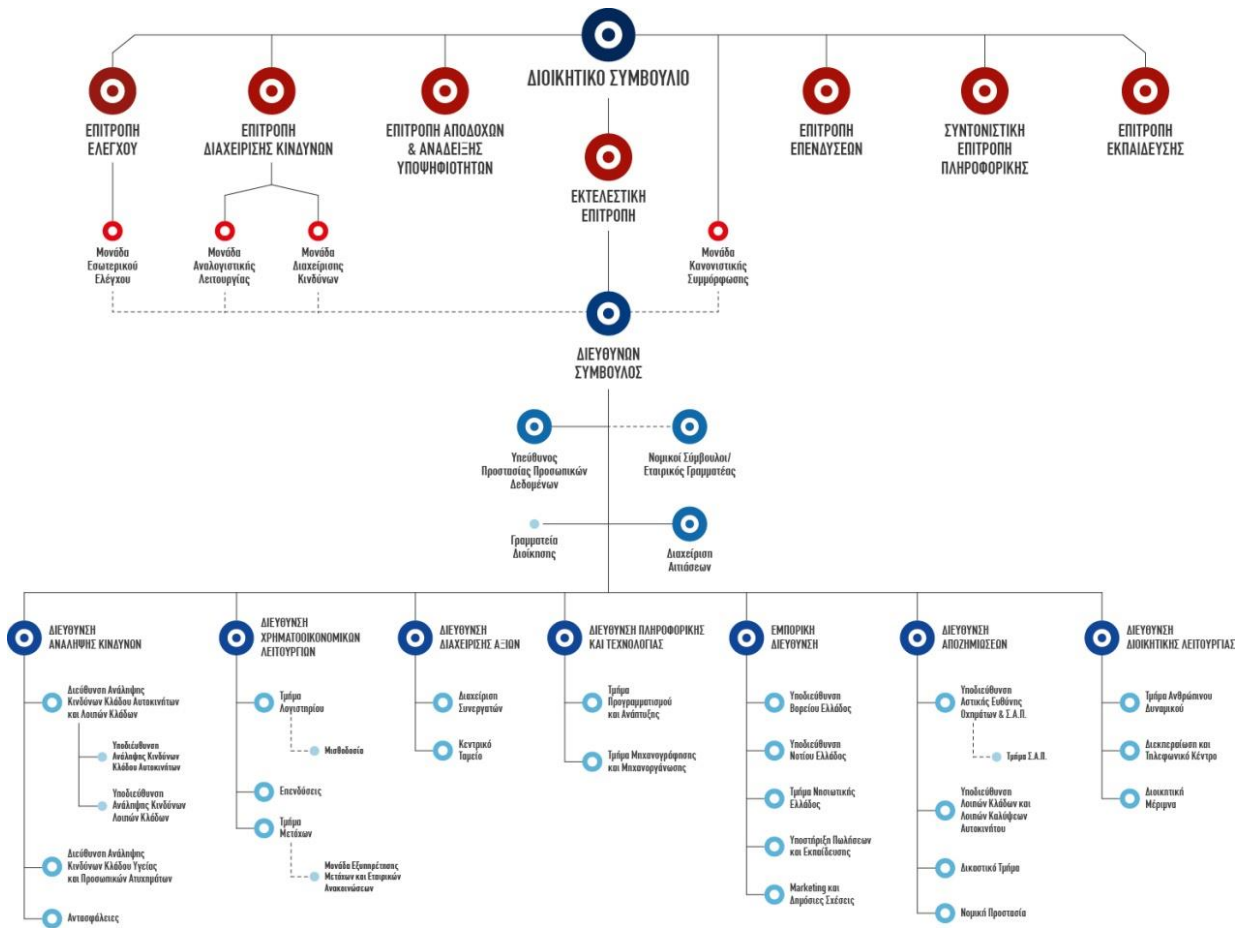 ΔΙΟΙΚΗΤΙΚΟ ΣΥΜΒΟΥΛΙΟ
ΕΠΙΤΡΟΠΗ
ΕΛΕΓΧΟΥ
ΕΠΙΤΡΟΠΗ
ΔΙΑΧΕΙΡΙΣΗΣ ΚΙΝΔΥΝΩΝ
ΕΠΙΤΡΟΠΗ ΑΠΟΔΟΧΩΝ
& ΑΝΑΔΕΙΞΗΣ
ΥΠΟΨΗΦΙΟΤΗΤΩΝ
ΕΚΤΕΛΕΣΤΙΚΗ
ΕΠΙΤΡΟΠΗ
ΕΠΙΤΡΟΠΗ
ΕΠΕΝΔΥΣΕΩΝ
ΣΥΝΤΟΝΙΣΤΙΚΗ
ΕΠΙΤΡΟΠΗ
ΠΛΗΡΟΦΟΡΙΚΗΣ
ΕΠΙΤΡΟΠΗ
ΕΚΠΑΙΔΕΥΣΗΣ
Μονάδα
Εσωτερικού
Ελέγχου
Μονάδα
Αναλογιστικής
Λειτουργίας
Μονάδα
Διαχείρισης
Κινδύνων
Μονάδα
Κανονιστικής
Συμμόρφωσης
ΔΙΕΥΘΥΝΩΝ
ΣΥΜΒΟΥΛΟΣ
Υπεύθυνος
Προστασίας Προσωπικών
Δεδομένων
Νομικοί Σύμβουλοι/
Εταιρικός Γραμματέας
Γραμματεία
Διοίκησης
Διαχείριση
Αιτιάσεων
ΔΙΕΥΘΥΝΣΗ
ΑΝΑΛΗΨΗΣ ΚΙΝΔΥΝΩΝ
Διεύθυνση Ανάληψης
Κινδύνων Κλάδου Αυτοκινήτων
και Λοιπών Κλάδων
Υποδιεύθυνση
Ανάληψης Κινδύνων
Κλάδου Αυτοκινήτων
Υποδιεύθυνση
Ανάληψης Κινδύνων
Λοιπών Κλάδων
Διεύθυνση Ανάληψης
Κινδύνων Κλάδου Υγείας
και Προσωπικών Ατυχημάτων
Αντασφάλειες
ΔΙΕΥΘΥΝΣΗ
ΧΡΗΜΑΤΟΟΙΚΟΝΟΜΙΚΩΝ
ΛΕΙΤΟΥΡΓΙΩΝ
Τμήμα
Λογιστηρίου
Μισθοδοσία
Επενδύσεις
Τμήμα
Μετόχων
Μονάδα Εξυπηρέτησης
Μετόχων και Εταιρικών
Ανακοινώσεων
ΔΙΕΥΘΥΝΣΗ
ΔΙΑΧΕΙΡΙΣΗΣ ΑΞΙΩΝ
Διαχείριση
Συνεργατών
Κεντρικό
Ταμείο
ΔΙΕΥΘΥΝΣΗ ΠΛΗΡΟΦΟΡΙΚΗΣ
ΚΑΙ ΤΕΧΝΟΛΟΓΙΑΣ
Τμήμα
Προγραμματισμού
και Ανάπτυξης
Τμήμα Μηχανογράφησης
και Μηχανοργάνωσης
ΕΜΠΟΡΙΚΗ
ΔΙΕΥΘΥΝΣΗ
Υποδιεύθυνση
Βορείου Ελλάδος
Υποδιεύθυνση
Νοτίου Ελλάδος
Τμήμα Νησιωτικής
Ελλάδος
Υποστήριξη Πωλήσεων
και Εκπαίδευσης
Marketing και
Δημόσιες Σχέσεις
ΔΙΕΥΘΥΝΣΗ
ΑΠΟΖΗΜΙΩΣΕΩΝ
Υποδιεύθυνση
Αστικής Ευθύνης
Οχημάτων & Σ.Α.Π.
Τμήμα Σ.Α.Π.
Υποδιεύθυνση
Λοιπών Κλάδων και
Λοιπών Καλύψεων
Αυτοκινήτου
Δικαστικό Τμήμα
Νομική Προστασία
ΔΙΕΥΘΥΝΣΗ
ΔΙΟΙΚΗΤΙΚΗΣ ΛΕΙΤΟΥΡΓΙΑΣ
Τμήμα Ανθρώπινου
Δυναμικού
Διεκπεραίωση και
Τηλεφωνικό Κέντρο
Διοικητική
Μέριμνα